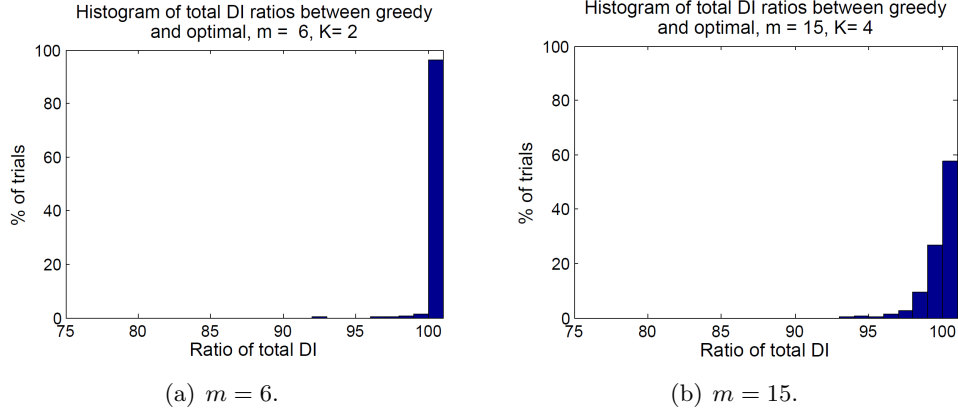 Histogram of total DI ratios between greedy
and optimal, m = 6, K= 2
100
80
60
40
20
0
% of trials
75 80 85 90 95 100
Ratio of total DI
(a) m = 6.
Histogram of total DI ratios between greedy
and optimal, m = 15, K= 4
100
80
60
40
20
0
% of trials
75 80 85 90 95 100
Ratio of total DI
(b) m = 15.